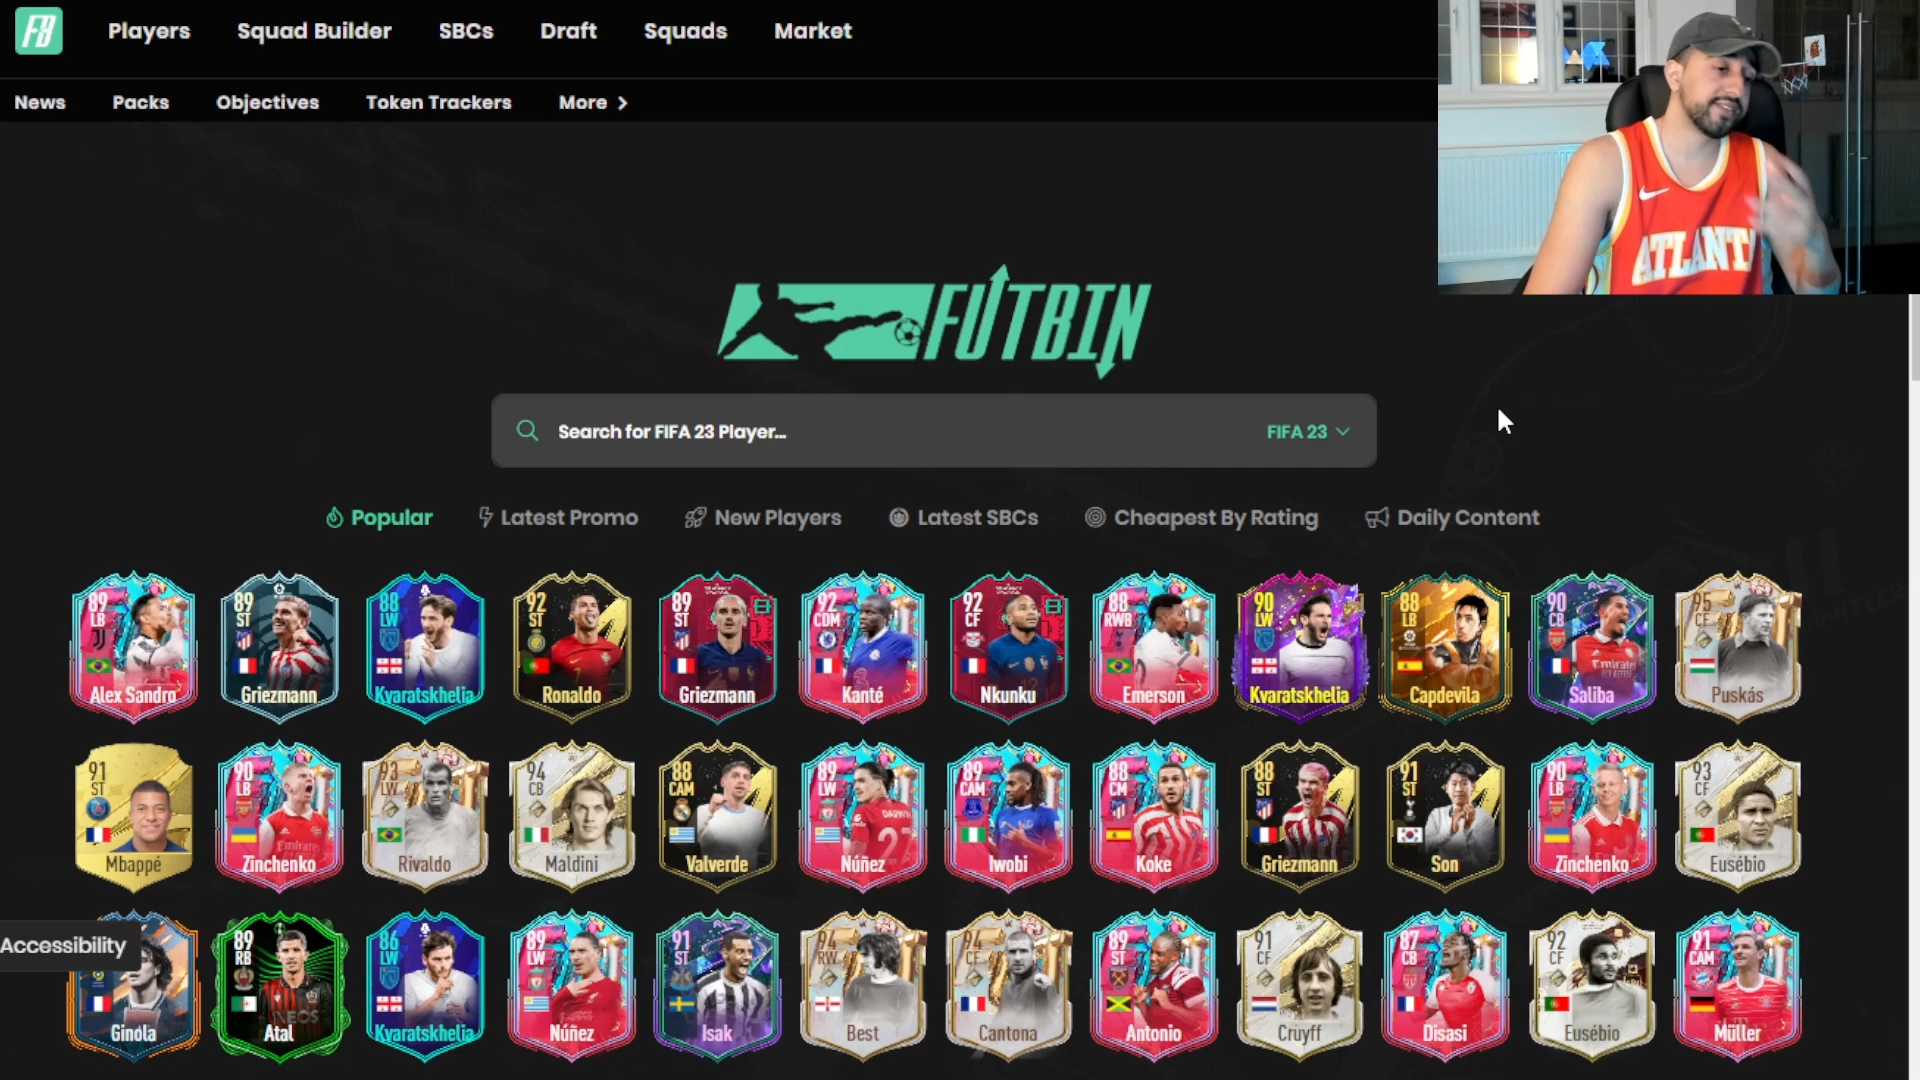 FB
Players Squad Builder SBCs Draft Squads Market
News Packs Objectives Token Trackers More
ATLANT
FUTBIN
Search for FIFA 23 Player... FIFA 23
Popular Latest Promo New Players Latest SBCs Cheapest By Rating Daily Content
89 89 88 92 89 92 92 88 90 88 90 95
LB ST LW ST ST CDM CF RWB LW LB CB CF
Alex Sandro Griezmann Kvaratskhelia Ronaldo Griezmann Kanté Nkunku Emerson Kvaratskhelia Capdevila Saliba Puskás
91 90 93 94 88 89 89 88 88 91 90 93
ST LB LW CB CAM LW CAM CM ST ST LB CF
Mbappé Zinchenko Rivaldo Maldini Valverde Núñez Iwobi Koke Griezmann Son Zinchenko Eusébio
Accessibility
89 86 89 91 94 94 89 91 87 92 91
RB LW LW ST RW CF ST CF CB CF CAM
Ginola Atal Kvaratskhelia Núñez Isak Best Cantona Antonio Cruyff Disasi Eusébio Müller